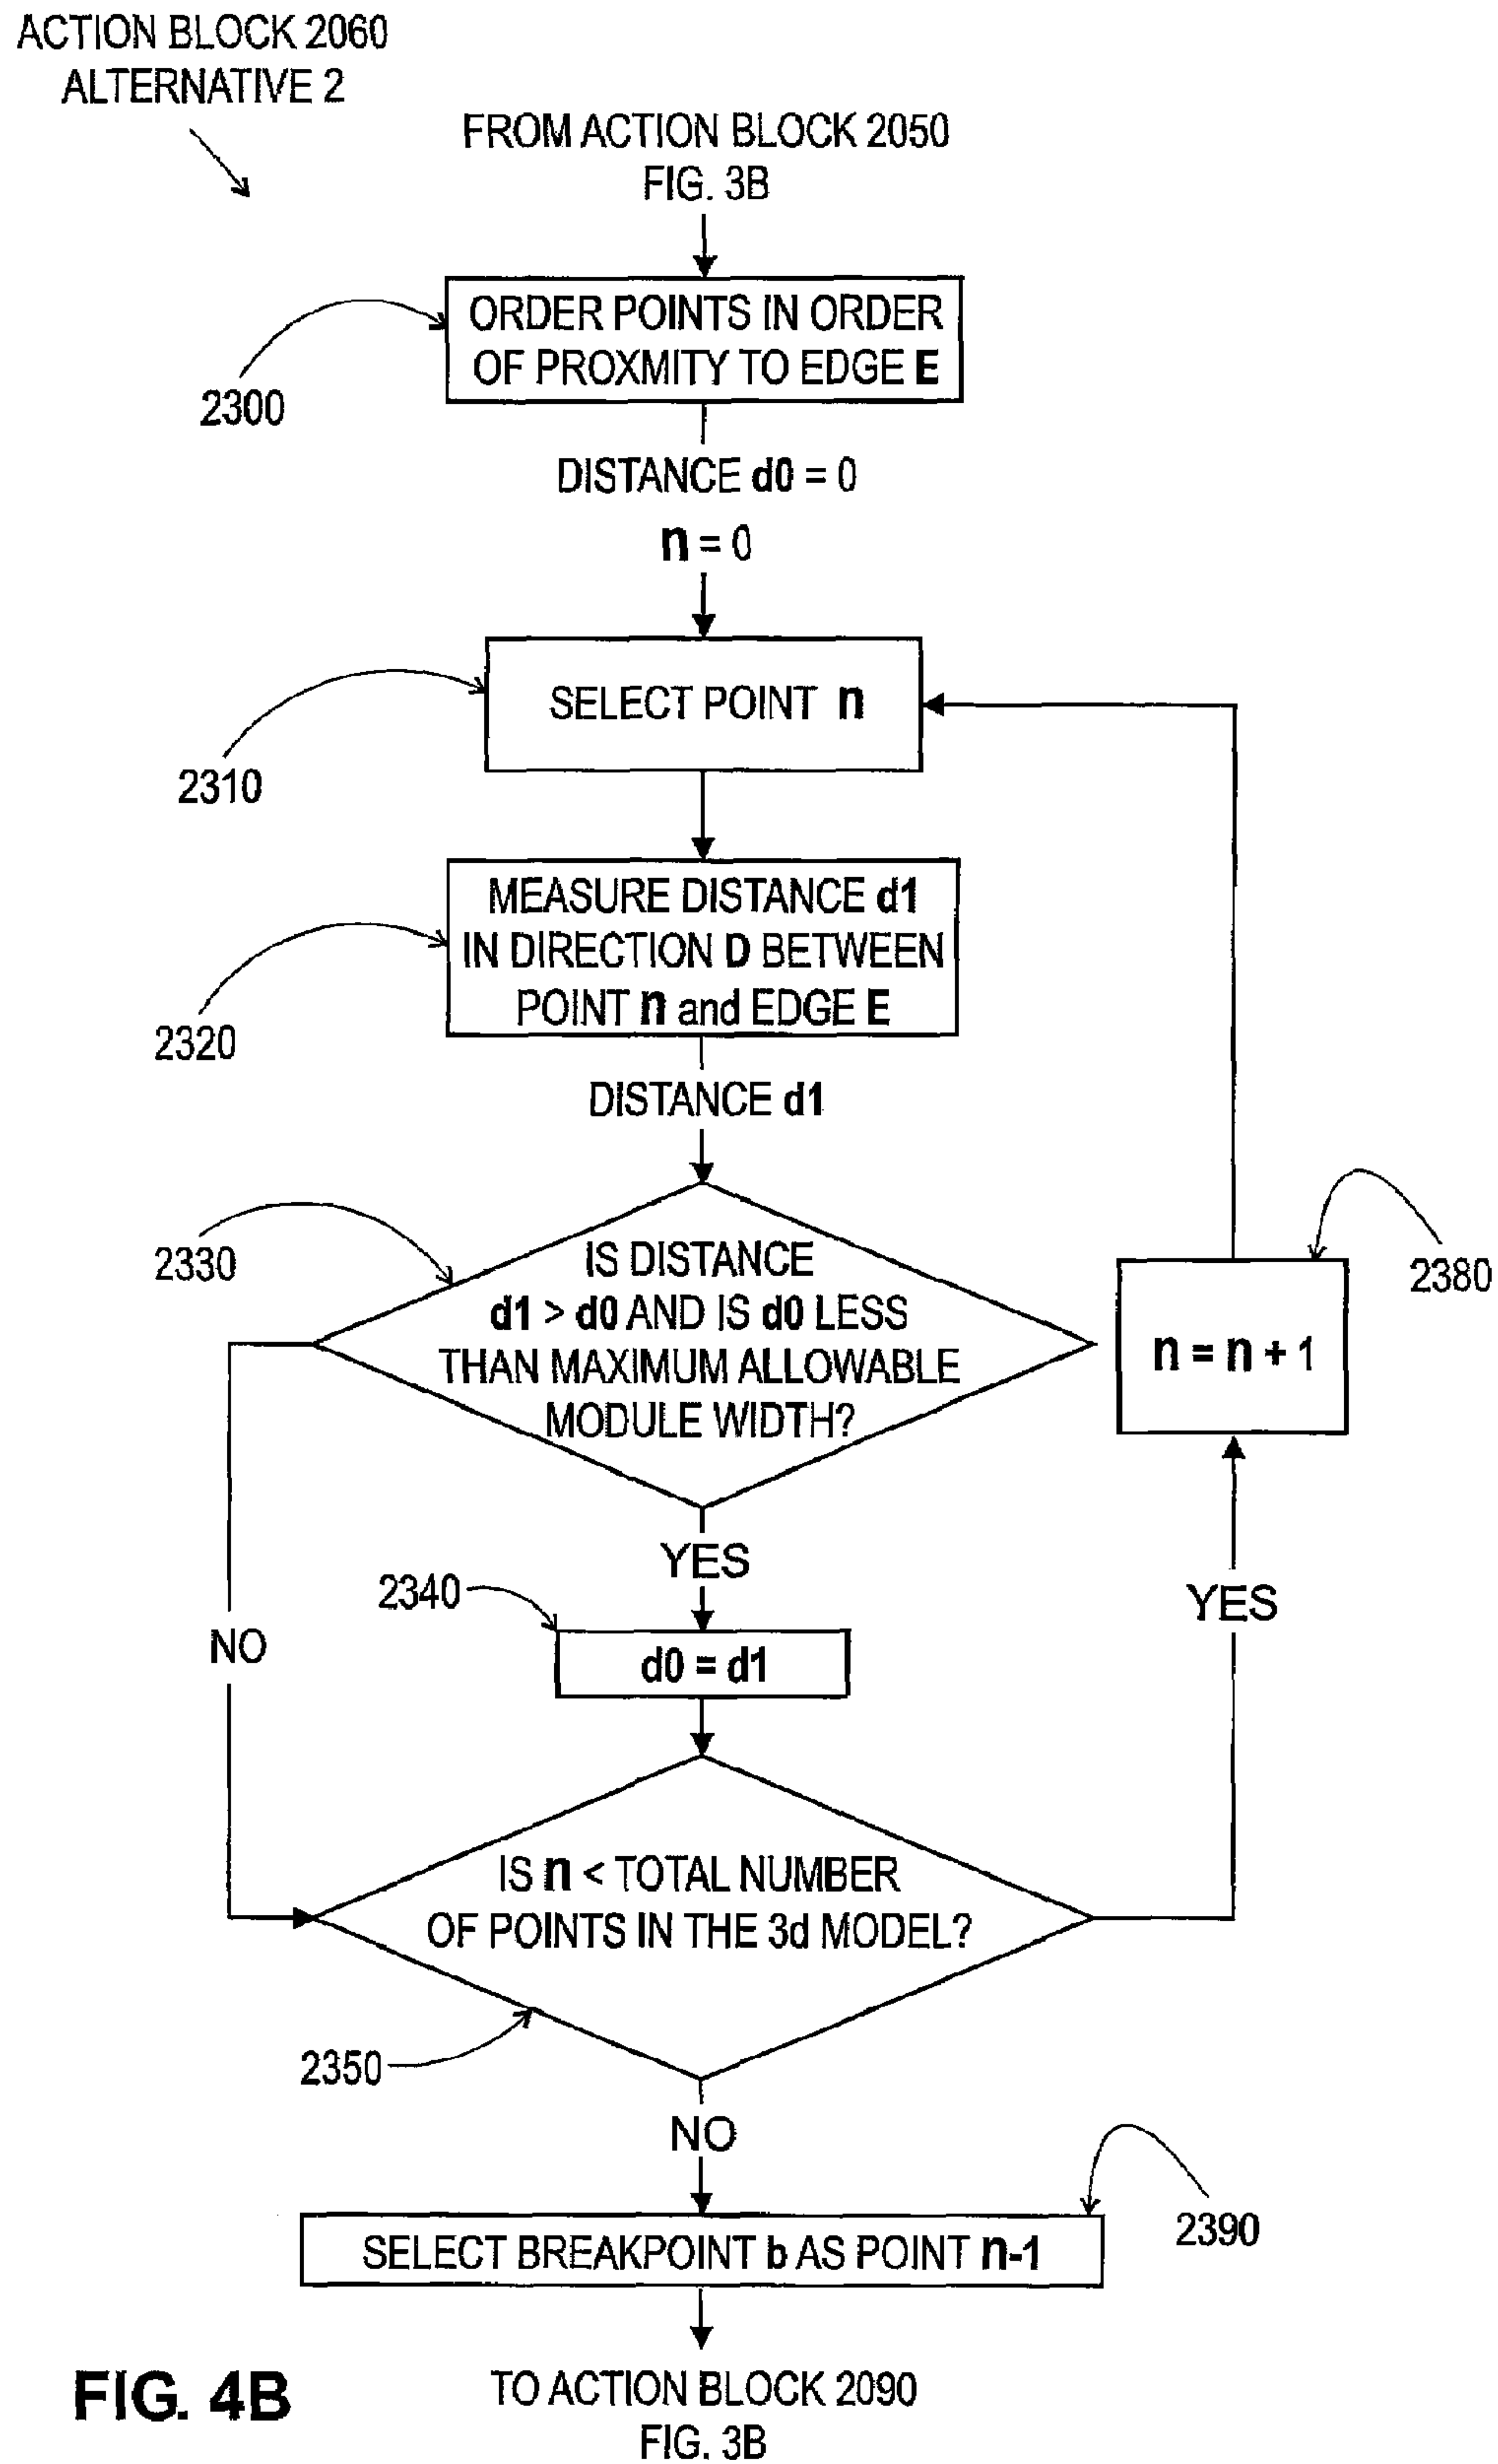 ACTION BLOCK 2060
ALTERNATIVE 2
FROM ACTION BLOCK 2050
FIG. 3B
ORDER POINTS IN ORDER
OF PROXMITY TO EDGE E
2300
DISTANCE d0 = 0
n = 0
SELECT POINT n
2310
MEASURE DISTANCE d1
IN DIRECTION D BETWEEN
POINT n and EDGE E
2320
DISTANCE d1
2330
IS DISTANCE
d1 > d0 AND IS d0 LESS
THAN MAXIMUM ALLOWABLE
MODULE WIDTH?
2380
n = n + 1
YES
2340
YES
NO
d0 = d1
IS n < TOTAL NUMBER
OF POINTS IN THE 3d MODEL?
2350
NO
2390
SELECT BREAKPOINT b AS POINT n-1
FIG. 4B
TO ACTION BLOCK 2090
FIG. 3B